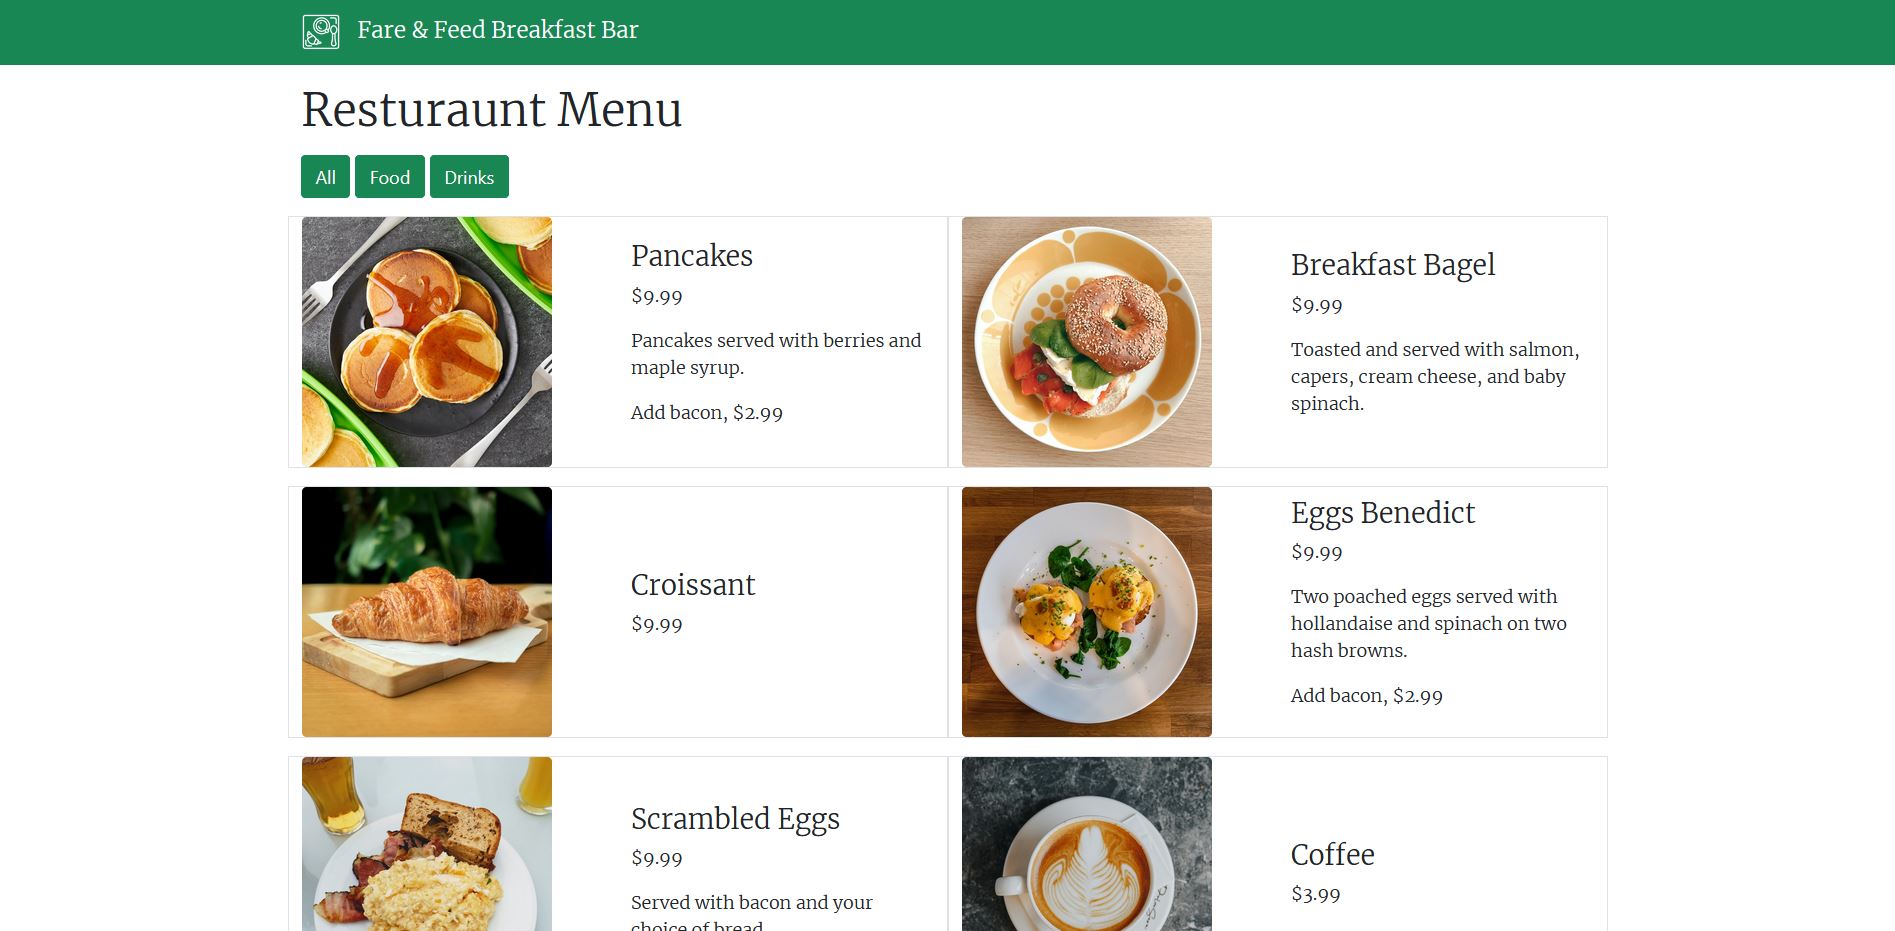 Fare & Feed Breakfast Bar
Resturaunt Menu
All
Food
Drinks
Pancakes
$9.99
Pancakes served with berries and
maple syrup.
Add bacon, $2.99
Breakfast Bagel
$9.99
Toasted and served with salmon,
capers, cream cheese, and baby
spinach.
Croissant
$9.99
Eggs Benedict
$9.99
Two poached eggs served with
hollandaise and spinach on two
hash browns.
Add bacon, $2.99
Scrambled Eggs
$9.99
Served with bacon and your
choice of bread
Coffee
$3.99